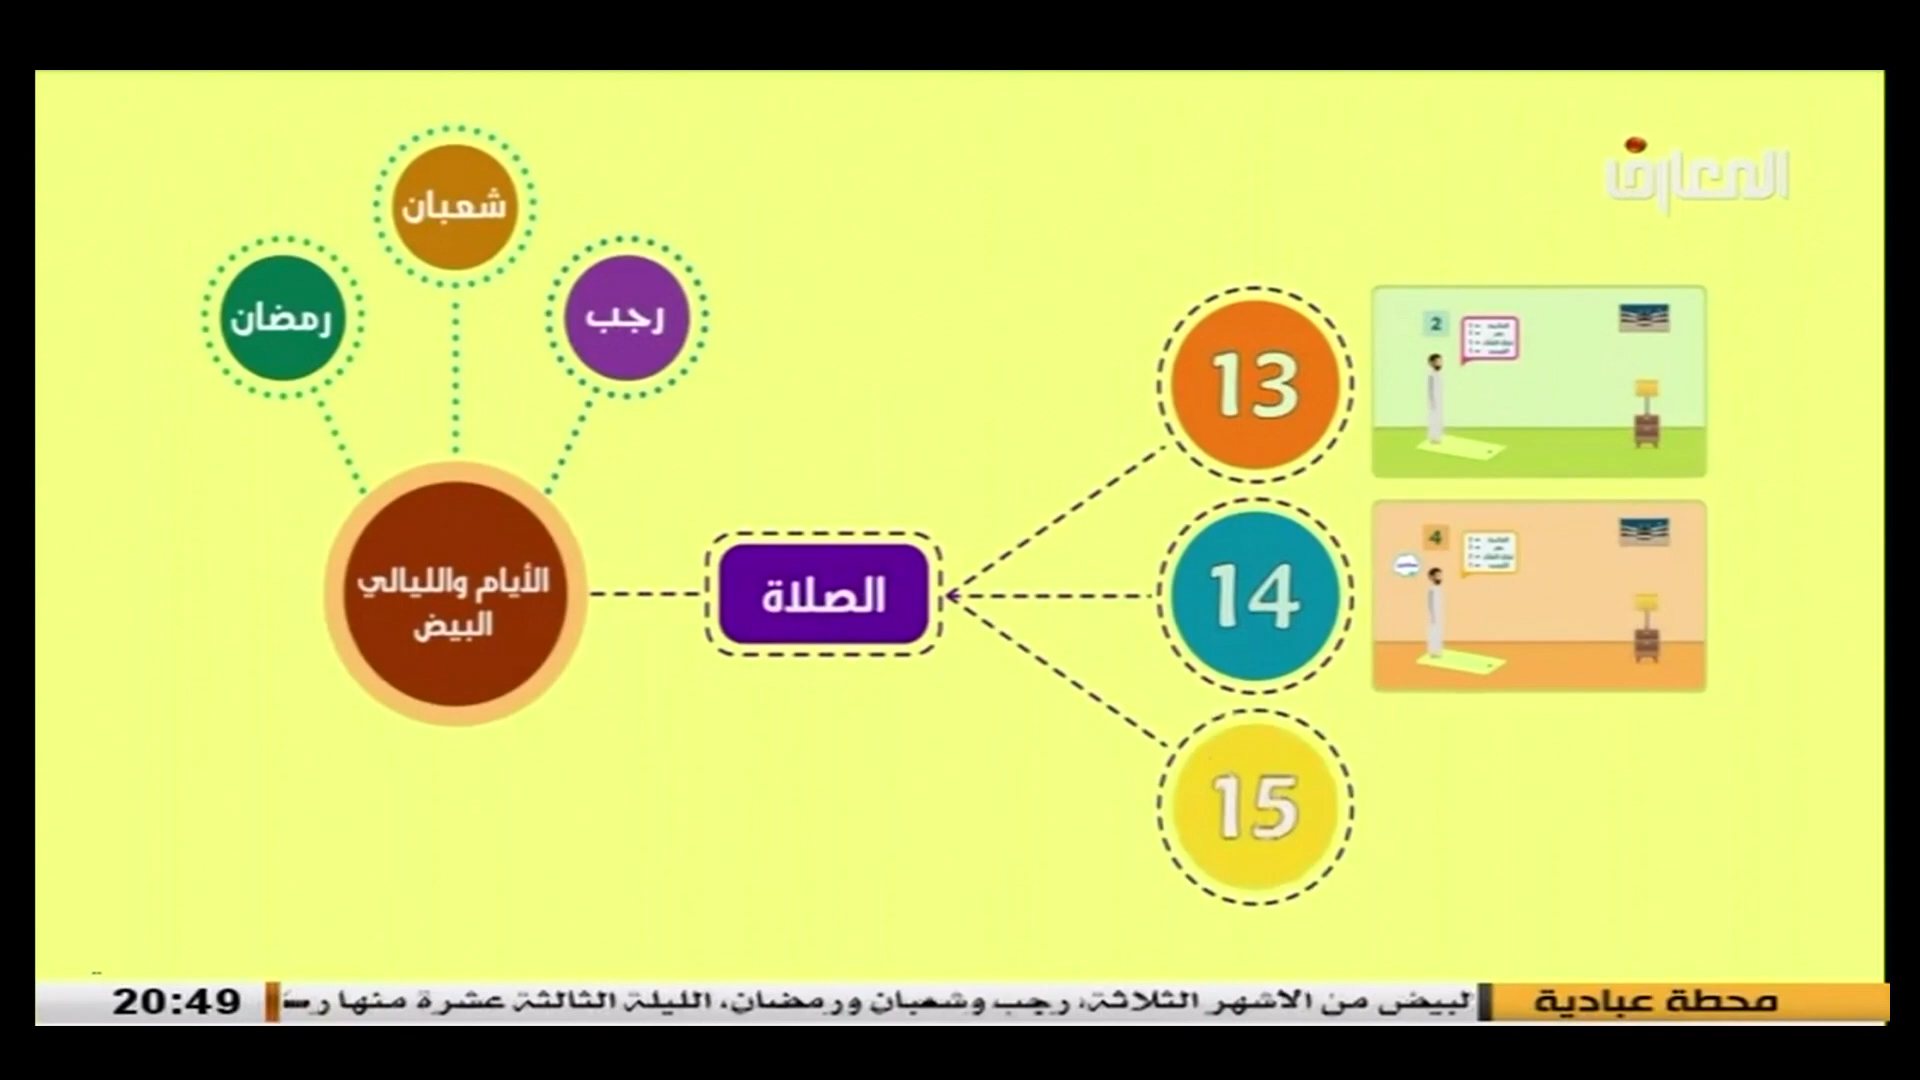 المعارف
شعبان
رجب
رمضان
الأيام والليالي
البيض
الصلاة
13
14
15
2
4
محطة عبادية
لبيض من الاشهر الثلاثة، رجب وشعبان ورمضان، الليلة الثالثة عشرة منها
20:49